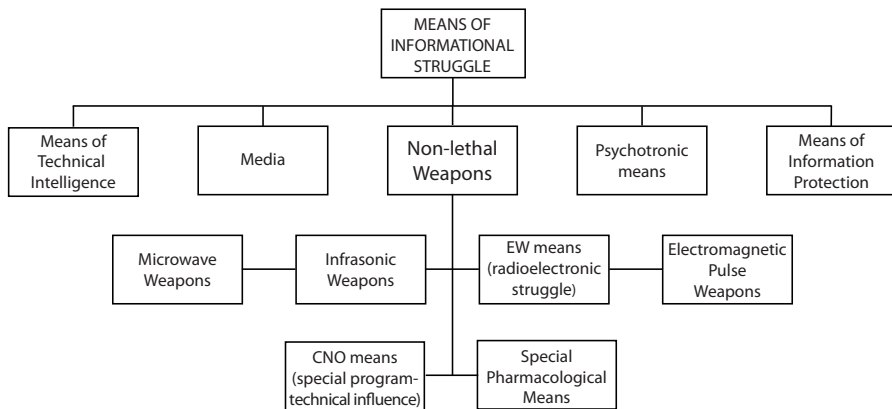 MEANS OF
INFORMATIONAL
STRUGGLE
Means of
Technical
Intelligence
Media
Non-lethal
Weapons
Psychotronic
means
Means of
Information
Protection
Microwave
Weapons
Infrasonic
Weapons
EW means
(radioelectronic
struggle)
Electromagnetic
Pulse
Weapons
CNO means
(special program-
technical influence)
Special
Pharmacological
Means